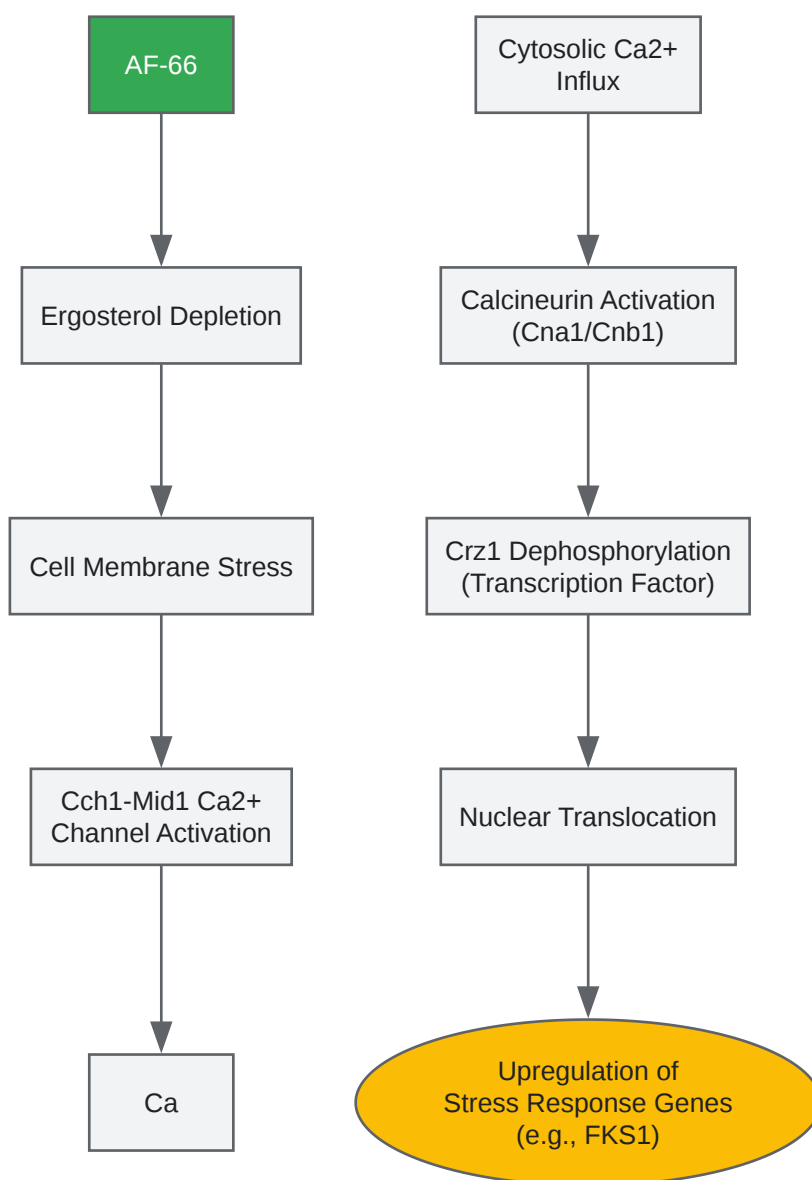 AF-66
Ergosterol Depletion
Cell Membrane Stress
Cch1-Mid1 Ca2+
Channel Activation
Ca
Cytosolic Ca2+
Influx
Calcineurin Activation
(Cna1/Cnb1)
Crz1 Dephosphorylation
(Transcription Factor)
Nuclear Translocation
Upregulation of
Stress Response Genes
(e.g., FKS1)